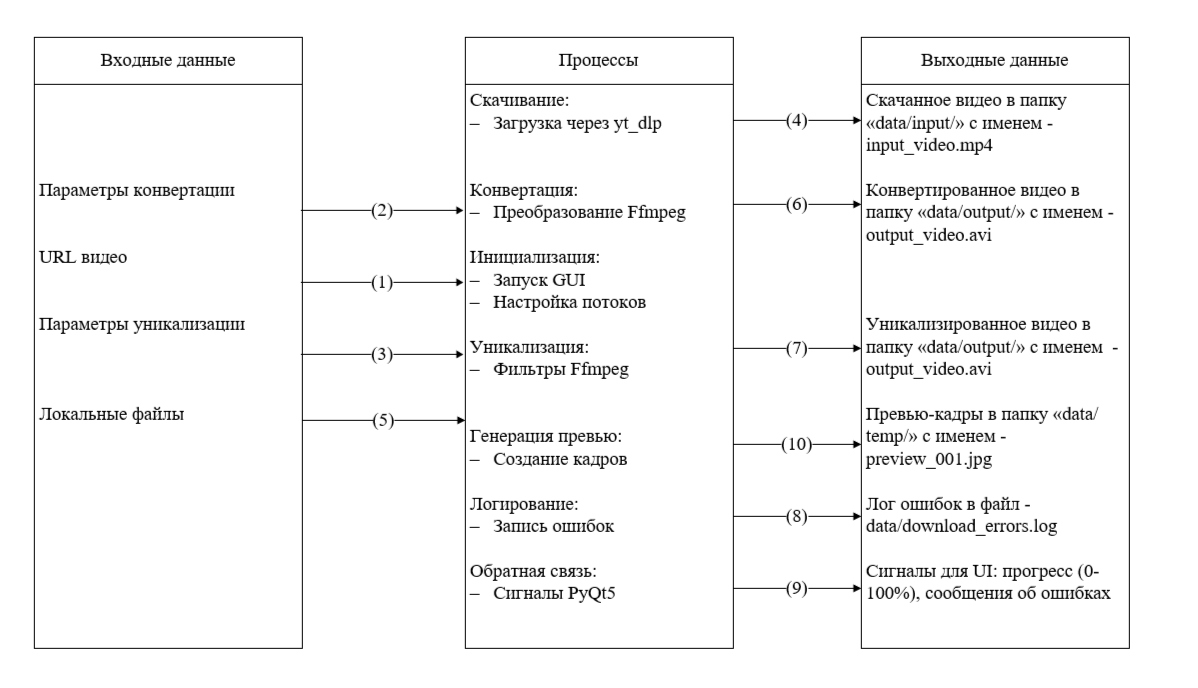 Входные данные
Параметры конвертации
URL видео
Параметры уникализации
Локальные файлы
(2)
(1)
(3)
(5)
Процессы
Скачивание:
– Загрузка через yt_dlp
Конвертация:
– Преобразование Ffmpeg
Инициализация:
– Запуск GUI
– Настройка потоков
Уникализация:
– Фильтры Ffmpeg
Генерация превью:
– Создание кадров
Логирование:
– Запись ошибок
Обратная связь:
– Сигналы PyQt5
(4)
(6)
(7)
(10)
(8)
(9)
Выходные данные
Скачанное видео в папку
«data/input/» с именем -
input_video.mp4
Конвертированное видео в
папку «data/output/» с именем -
output_video.avi
Уникализированное видео в
папку «data/output/» с именем -
output_video.avi
Превью-кадры в папку «data/
temp/» с именем -
preview_001.jpg
Лог ошибок в файл -
data/download_errors.log
Сигналы для UI: прогресс (0-
100%), сообщения об ошибках